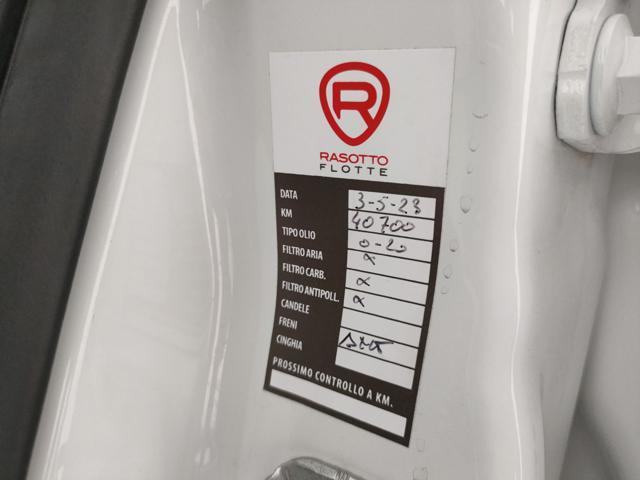 R
RASOTTO
FLOTTE
DATA 3-5-23
KM 40700
TIPO OLIO 0-20
FILTRO ARIA α
FILTRO CARB. α
FILTRO ANTIPOLL. α
CANDELE
FRENI
CINGHIA
PROSSIMO CONTROLLO A KM.